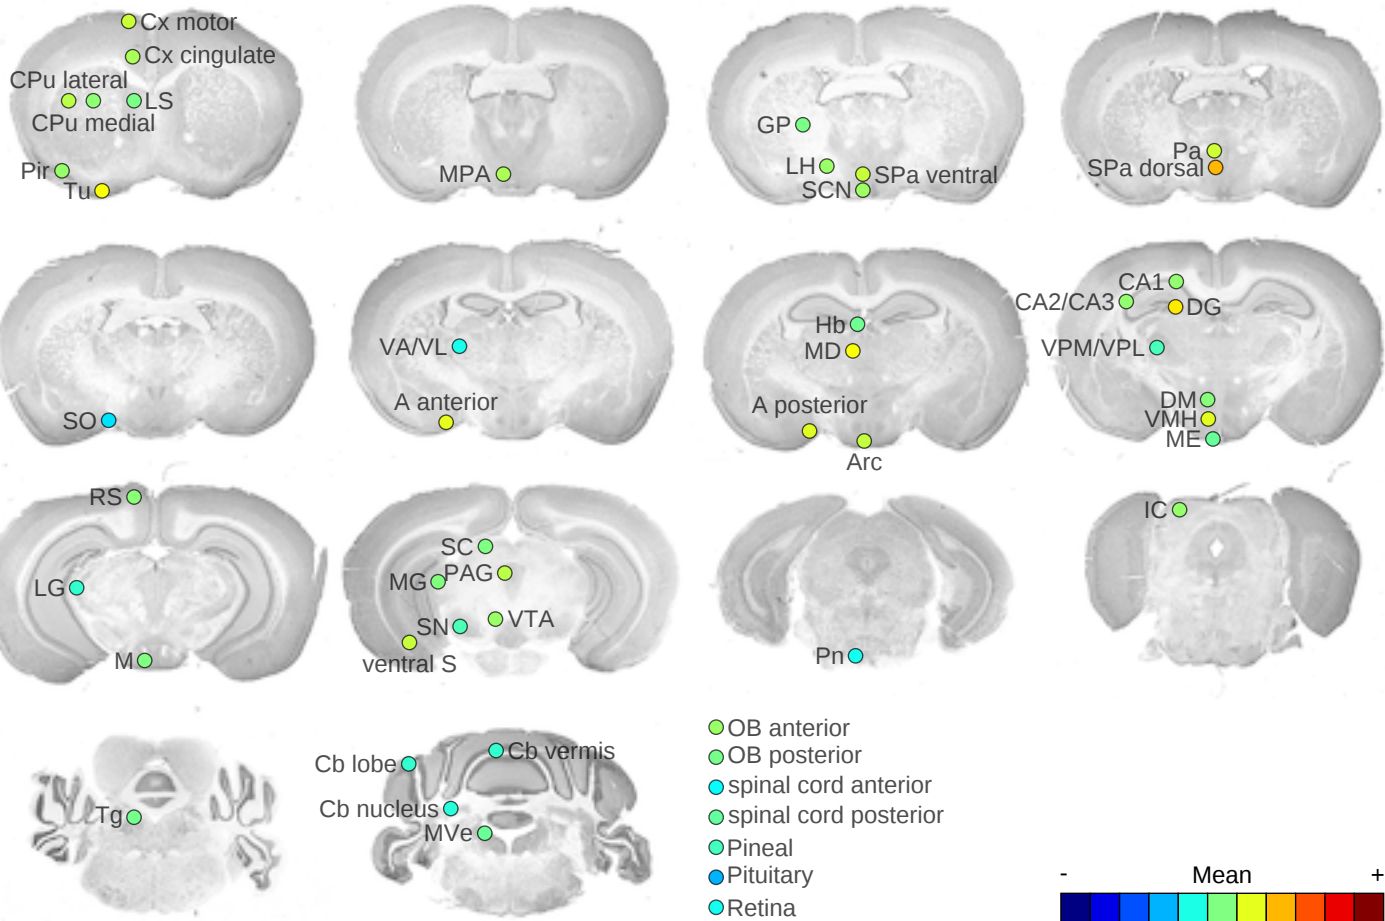 Cx motor
Cx cingulate
CPu lateral
LS
CPu medial
Pir
Tu
MPA
GP
LH
SPa ventral
SCN
Pa
SPa dorsal
SO
VA/VL
A anterior
Hb
MD
A posterior
Arc
CA1
CA2/CA3
DG
VPM/VPL
DM
VMH
ME
RS
LG
M
SC
PAG
MG
VTA
SN
ventral S
Pn
IC
Tg
Cb vermis
Cb lobe
Cb nucleus
MVe
OB anterior
OB posterior
spinal cord anterior
spinal cord posterior
Pineal
Pituitary
Retina
- Mean +